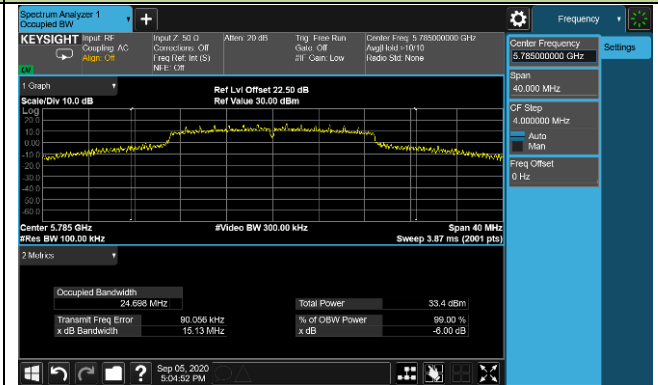 Spectrum Analyzer 1
Occupied BW
Frequency
KEYSIGHT
Input: RF
Coupling: AC
Align: Off
Input Z: 50 Ω
Corrections: Off
Freq Ref: Int (S)
NFE: Off
Atten: 20 dB
Trig: Free Run
Gate: Off
#IF Gain: Low
Center Freq: 5.785000000 GHz
Avg|Hold:>10/10
Radio Std: None
Center Frequency
5.785000000 GHz
Settings
Span
40.000 MHz
CF Step
4.000000 MHz
Auto
Man
Freq Offset
0 Hz
1 Graph
Scale/Div 10.0 dB
Ref Lvl Offset 22.50 dB
Ref Value 30.00 dBm
Log
20.0
10.0
0.00
-10.0
-20.0
-30.0
-40.0
-50.0
-60.0
Center 5.785 GHz
#Video BW 300.00 kHz
Span 40 MHz
#Res BW 100.00 kHz
Sweep 3.87 ms (2001 pts)
2 Metrics
Occupied Bandwidth
24.698 MHz
Total Power
33.4 dBm
Transmit Freq Error
90.056 kHz
% of OBW Power
99.00 %
x dB Bandwidth
15.13 MHz
x dB
-6.00 dB
Sep 05, 2020
5:04:52 PM